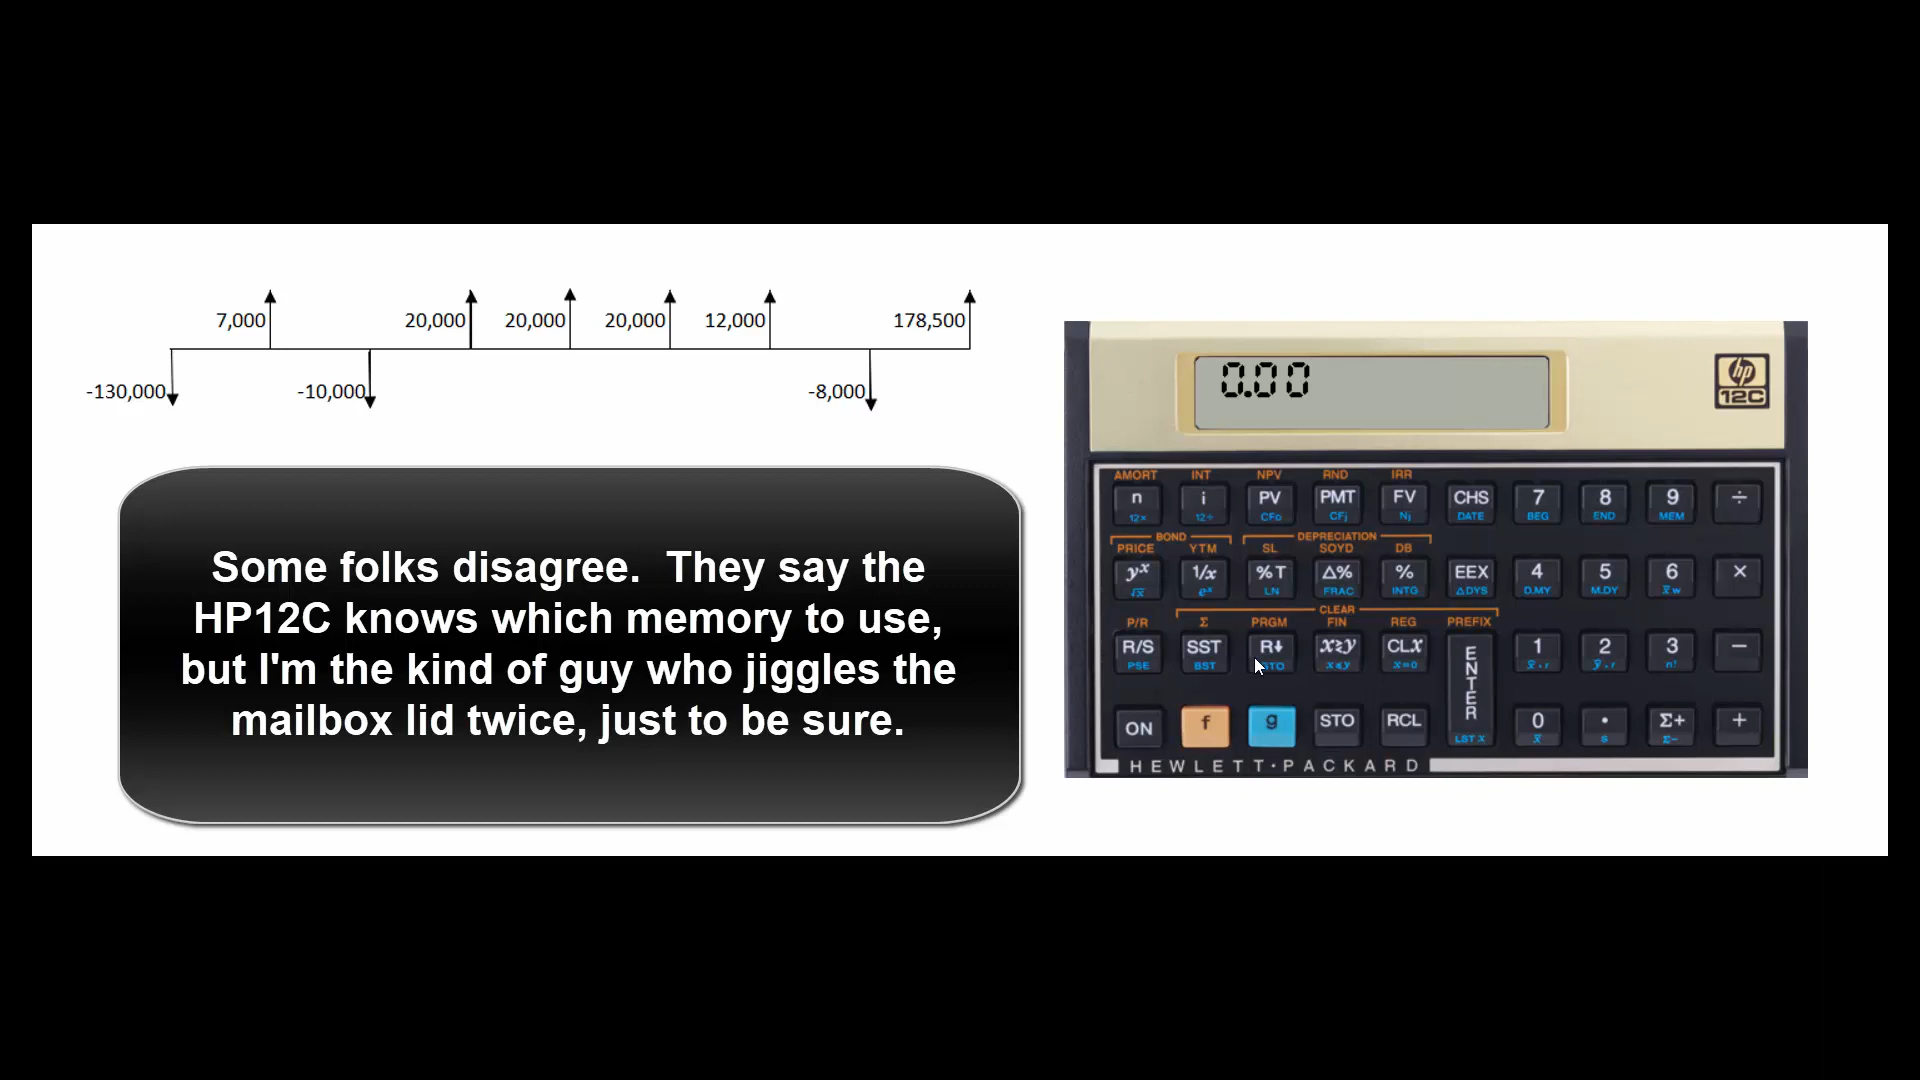 7,000 20,000 20,000 20,000 12,000 178,500
-130,000 -10,000 -8,000
Some folks disagree. They say the
HP12C knows which memory to use,
but I'm the kind of guy who jiggles the
mailbox lid twice, just to be sure.
0.00
hp
12C
AMORT INT NPV RND IRR
n i PV PMT FV CHS 7 8 9 ÷
12× 12÷ CFo CFj Nj DATE BEG END MEM
BOND DEPRECIATION
PRICE YTM SL SOYD DB
yˣ 1/x %T Δ% % EEX 4 5 6 ×
√x eˣ LN FRAC INTG ΔDYS D.MY M.DY x̄w
CLEAR
P/R Σ PRGM FIN REG PREFIX
R/S SST R↓ x≷y CLx ENTER 1 2 3 −
PSE BST x≤y x=0 x̂,r ŷ,r n!
ON f g STO RCL LST x 0 • Σ+ +
x̄ s Σ−
HEWLETT·PACKARD